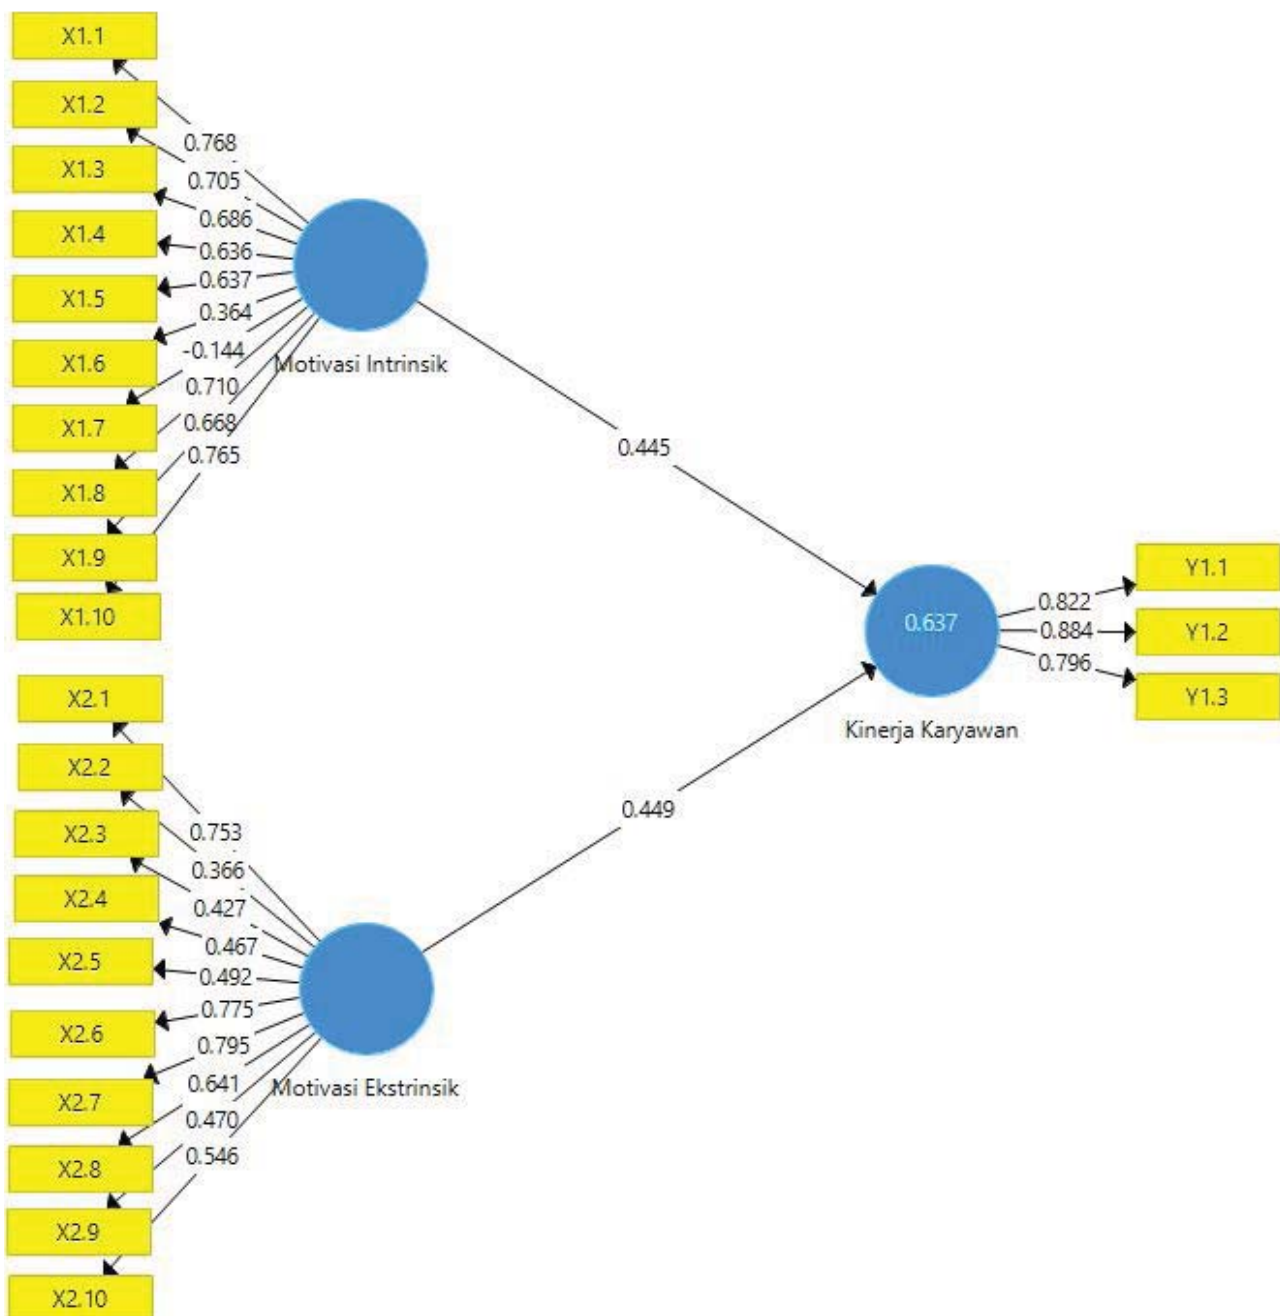 X1.1
X1.2
X1.3
X1.4
X1.5
X1.6
X1.7
X1.8
X1.9
X1.10
0.768
0.705
0.686
0.636
0.637
0.364
-0.144
0.710
0.668
0.765
Motivasi Intrinsik
0.445
X2.1
X2.2
X2.3
X2.4
X2.5
X2.6
X2.7
X2.8
X2.9
X2.10
0.753
0.366
0.427
0.467
0.492
0.775
0.795
0.641
0.470
0.546
Motivasi Ekstrinsik
0.449
0.637
Kinerja Karyawan
0.822
0.884
0.796
Y1.1
Y1.2
Y1.3